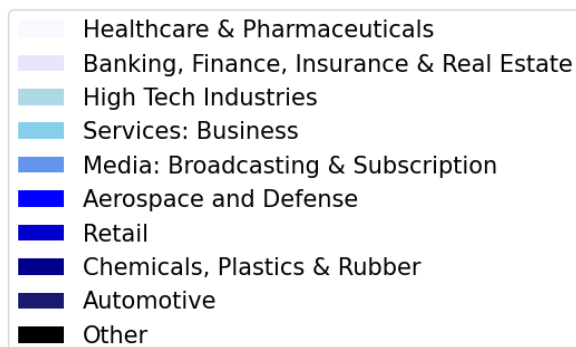 Healthcare & Pharmaceuticals
Banking, Finance, Insurance & Real Estate
High Tech Industries
Services: Business
Media: Broadcasting & Subscription
Aerospace and Defense
Retail
Chemicals, Plastics & Rubber
Automotive
Other